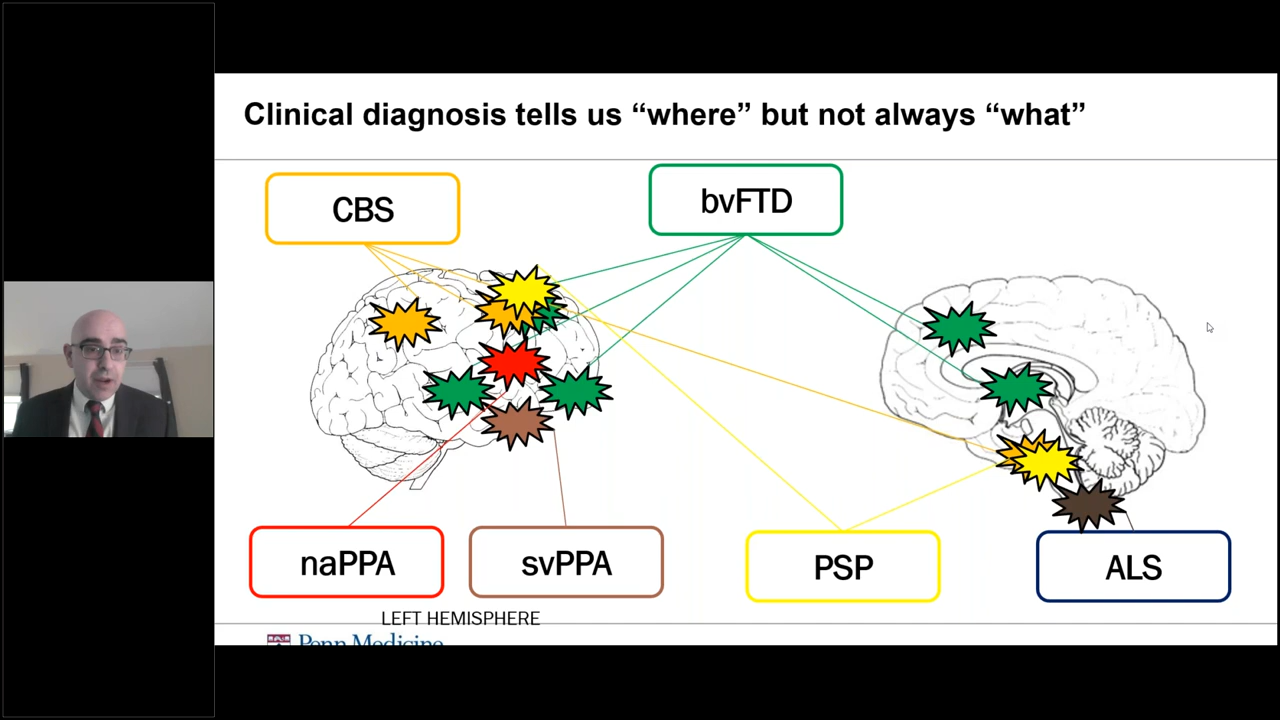 Clinical diagnosis tells us “where” but not always “what”
CBS
bvFTD
naPPA
svPPA
PSP
ALS
LEFT HEMISPHERE
Penn Medicine